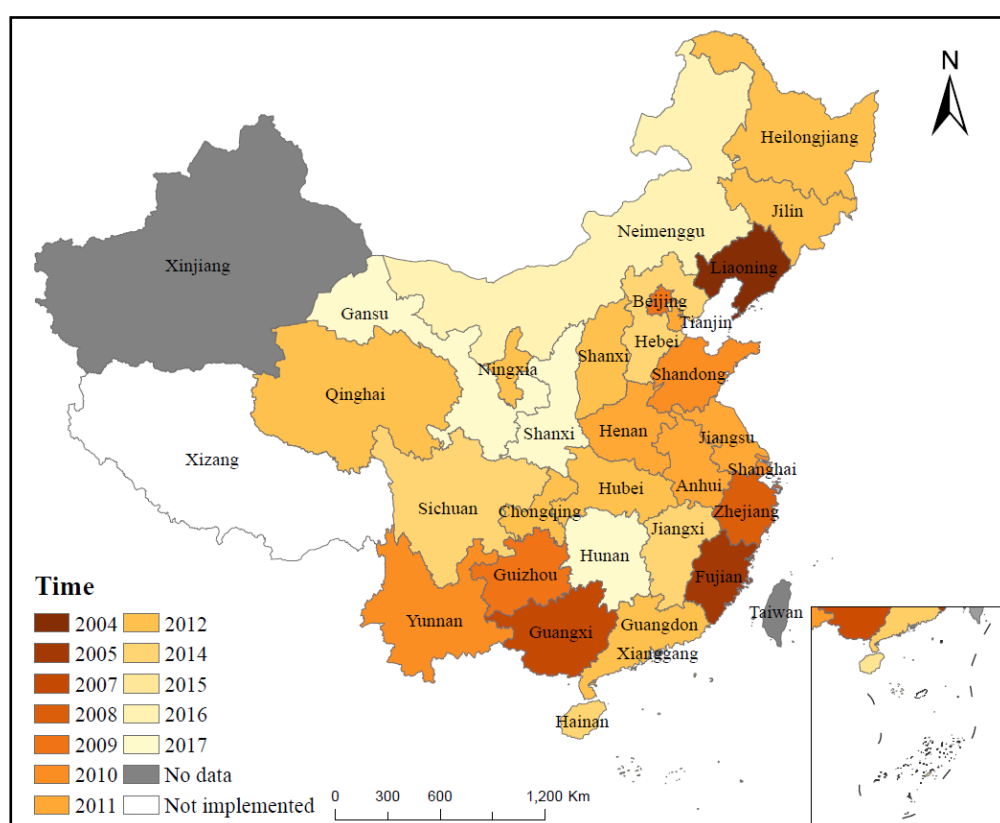 N
Heilongjiang
Jilin
Neimenggu
Liaoning
Xinjiang
Beijing
Gansu
Tianjin
Hebei
Shanxi
Ningxia
Shandong
Qinghai
Henan
Shanxi
Jiangsu
Xizang
Shanghai
Anhui
Hubei
Sichuan
Chongqing
Zhejiang
Jiangxi
Hunan
Guizhou
Fujian
Time
Taiwan
Yunnan
Guangxi
Guangdon
Xianggang
Hainan
2004
2005
2007
2008
2009
2010
2011
2012
2014
2015
2016
2017
No data
Not implemented
0 300 600 1,200 Km